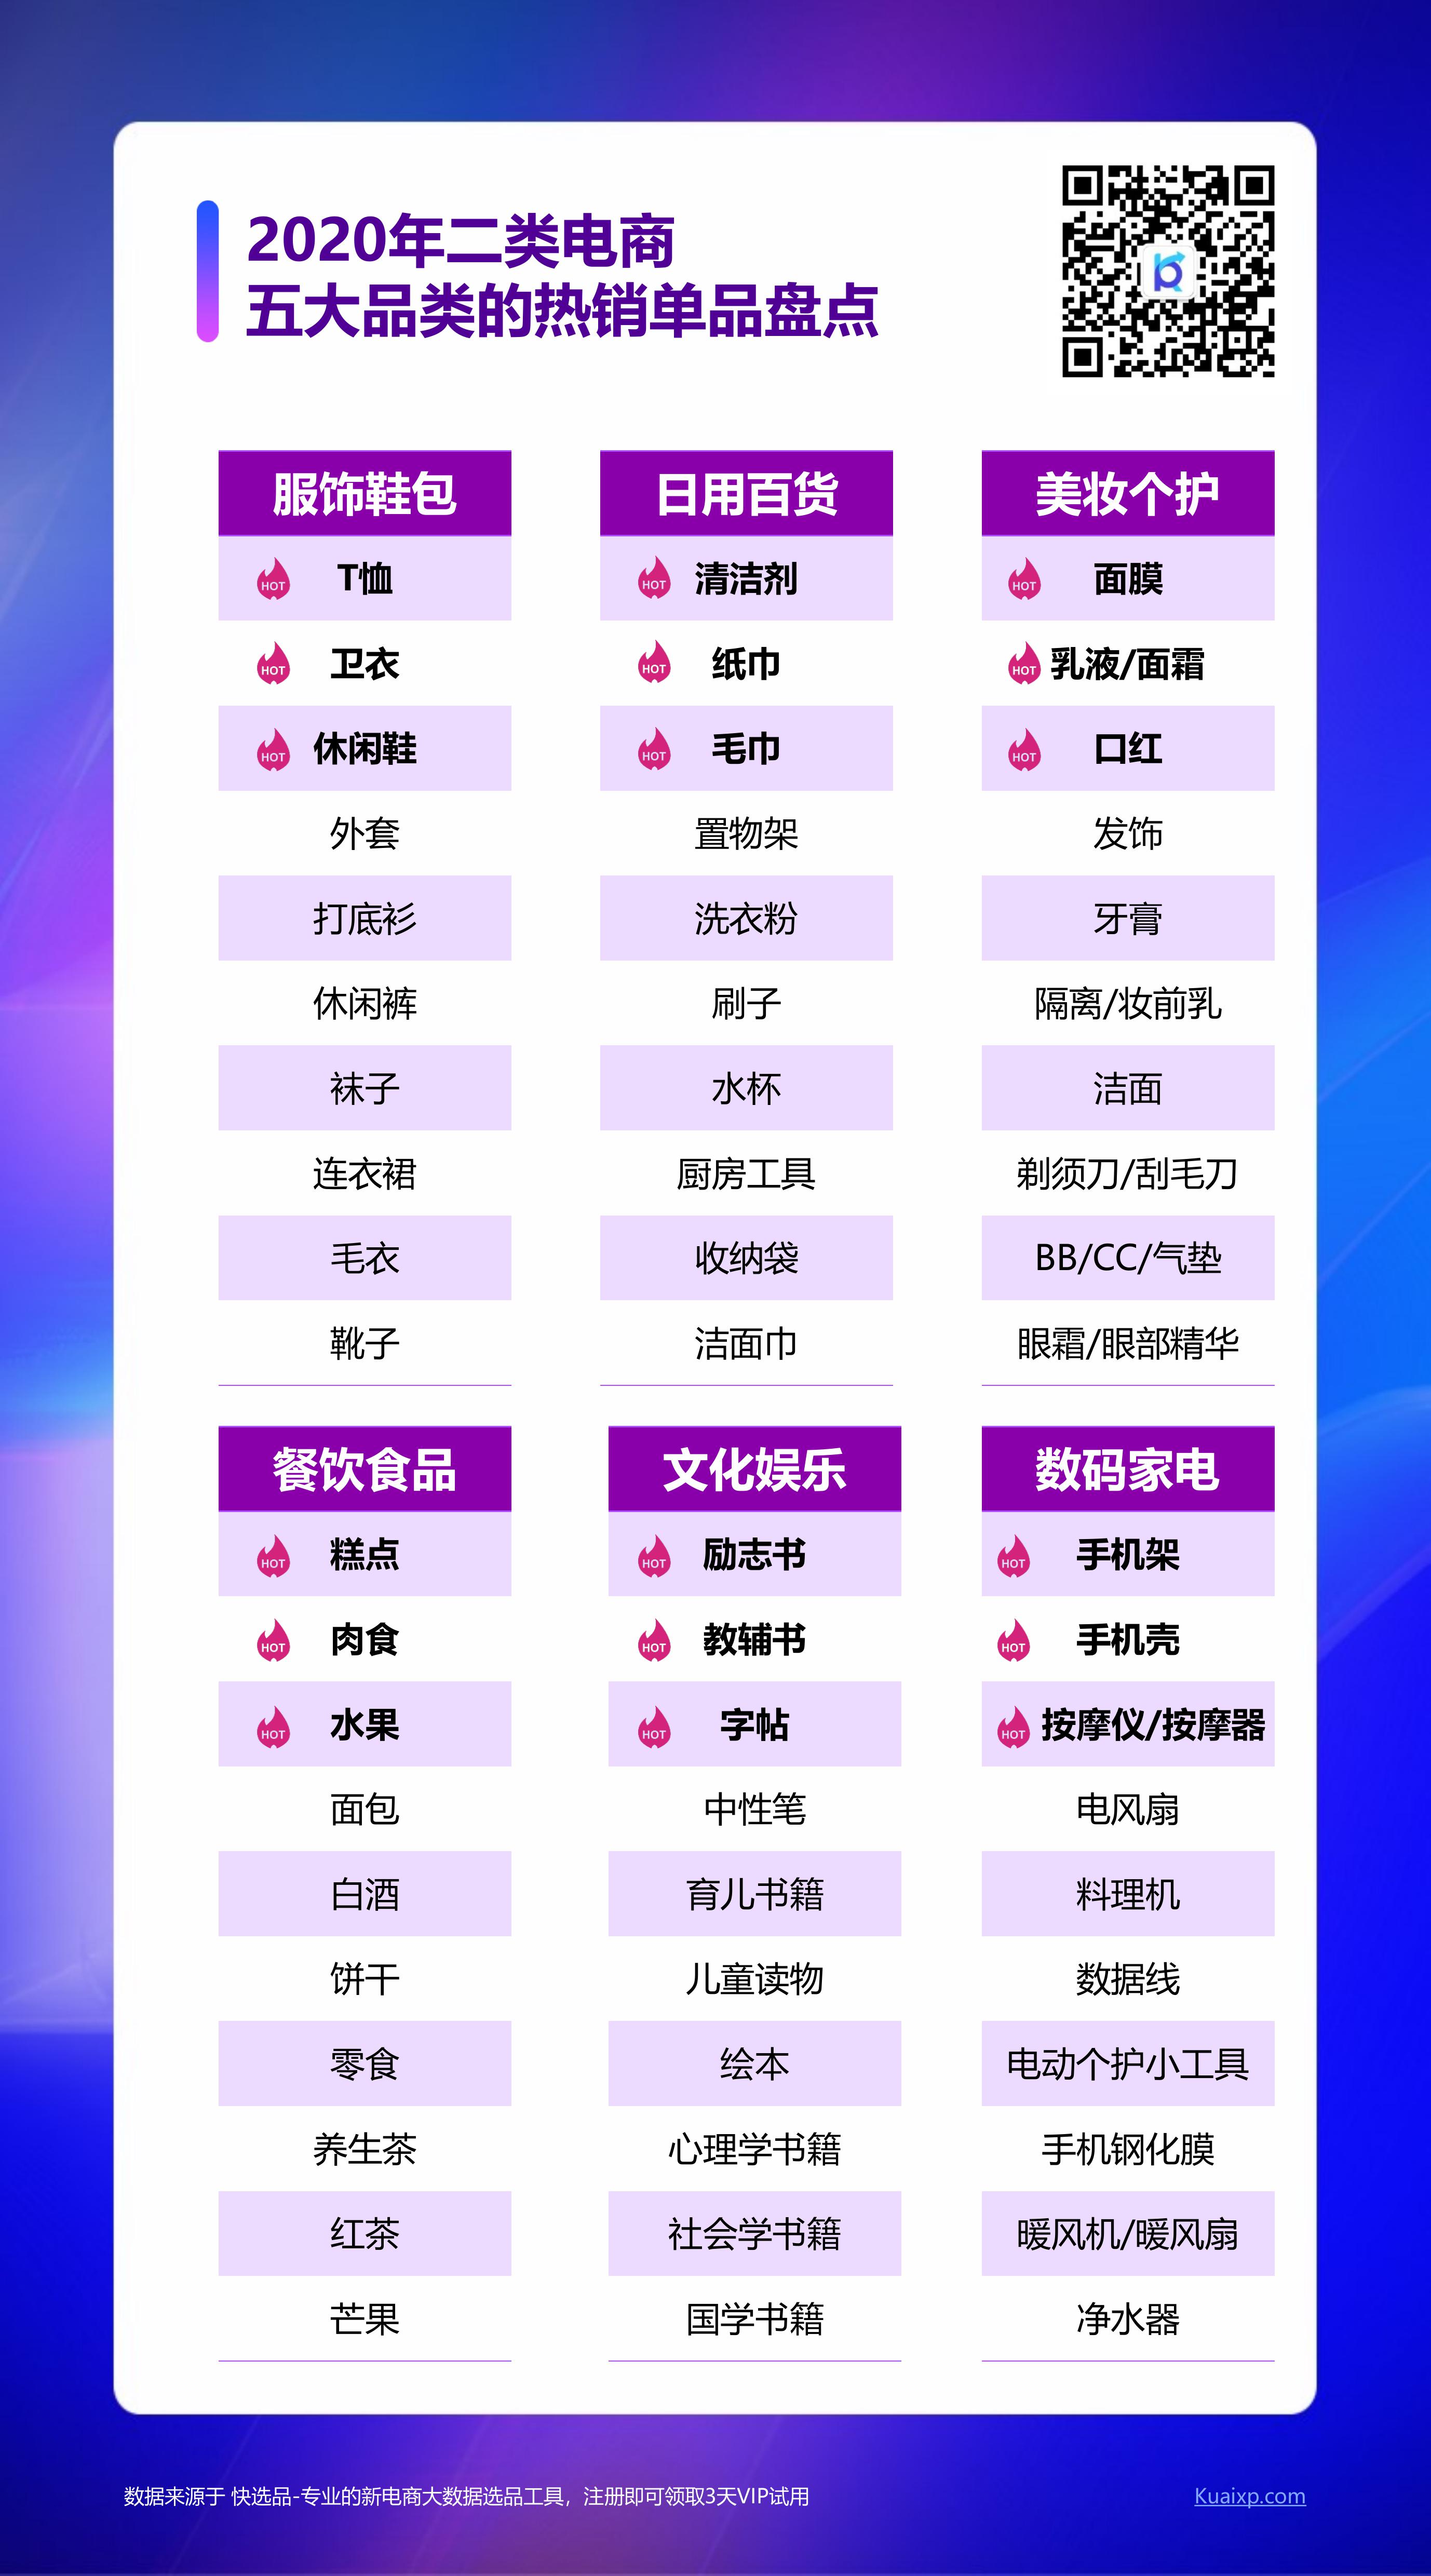 2020年二类电商
五大品类的热销单品盘点
服饰鞋包
HOT T恤
HOT 卫衣
HOT 休闲鞋
外套
打底衫
休闲裤
袜子
连衣裙
毛衣
靴子
日用百货
HOT 清洁剂
HOT 纸巾
HOT 毛巾
置物架
洗衣粉
刷子
水杯
厨房工具
收纳袋
洁面巾
美妆个护
HOT 面膜
HOT 乳液/面霜
HOT 口红
发饰
牙膏
隔离/妆前乳
洁面
剃须刀/刮毛刀
BB/CC/气垫
眼霜/眼部精华
餐饮食品
HOT 糕点
HOT 肉食
HOT 水果
面包
白酒
饼干
零食
养生茶
红茶
芒果
文化娱乐
HOT 励志书
HOT 教辅书
HOT 字帖
中性笔
育儿书籍
儿童读物
绘本
心理学书籍
社会学书籍
国学书籍
数码家电
HOT 手机架
HOT 手机壳
HOT 按摩仪/按摩器
电风扇
料理机
数据线
电动个护小工具
手机钢化膜
暖风机/暖风扇
净水器
数据来源于 快选品-专业的新电商大数据选品工具，注册即可领取3天VIP试用
Kuaixp.com